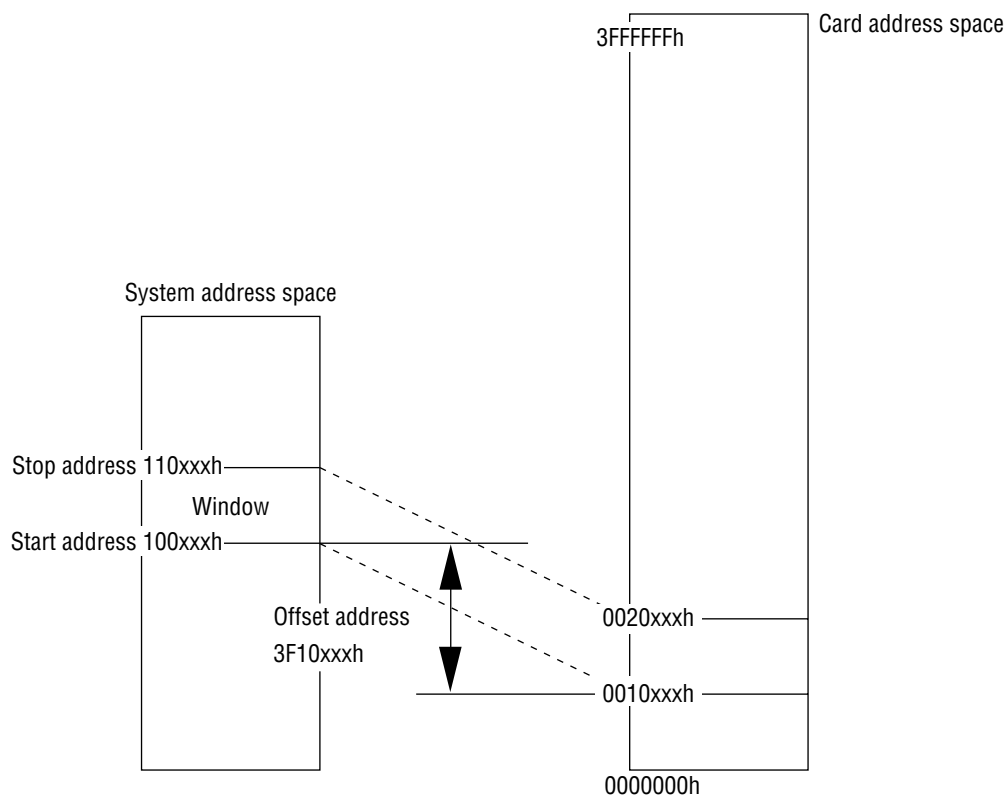 Card address space
3FFFFFFh
System address space
Stop address 110xxxh
Window
Start address 100xxxh
Offset address
3F10xxxh
0020xxxh
0010xxxh
0000000h